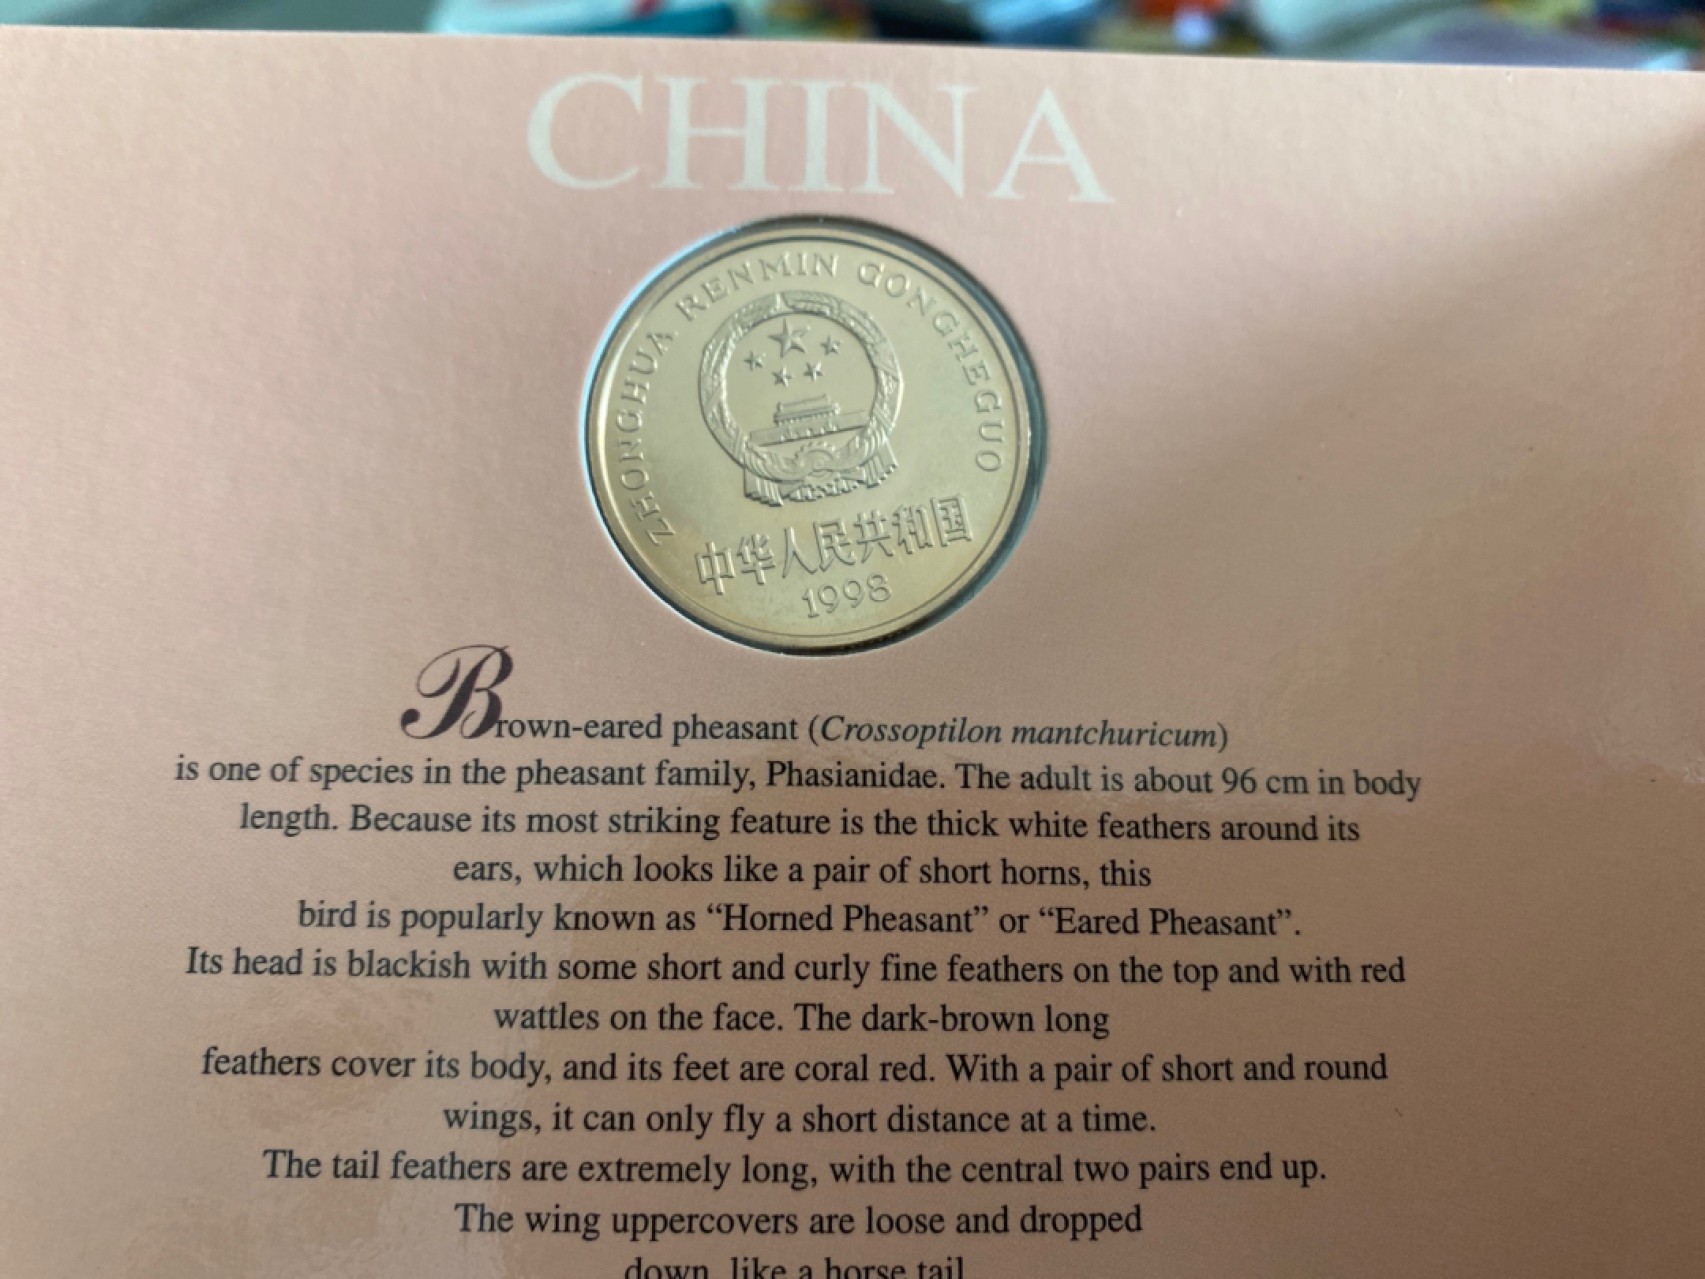 CHINA
ZHONGHUA RENMIN GONGHEGUO
中华人民共和国
1998
Brown-eared pheasant (Crossoptilon mantchuricum)
is one of species in the pheasant family, Phasianidae. The adult is about 96 cm in body
length. Because its most striking feature is the thick white feathers around its
ears, which looks like a pair of short horns, this
bird is popularly known as “Horned Pheasant” or “Eared Pheasant”.
Its head is blackish with some short and curly fine feathers on the top and with red
wattles on the face. The dark-brown long
feathers cover its body, and its feet are coral red. With a pair of short and round
wings, it can only fly a short distance at a time.
The tail feathers are extremely long, with the central two pairs end up.
The wing uppercovers are loose and dropped
down, like a horse tail